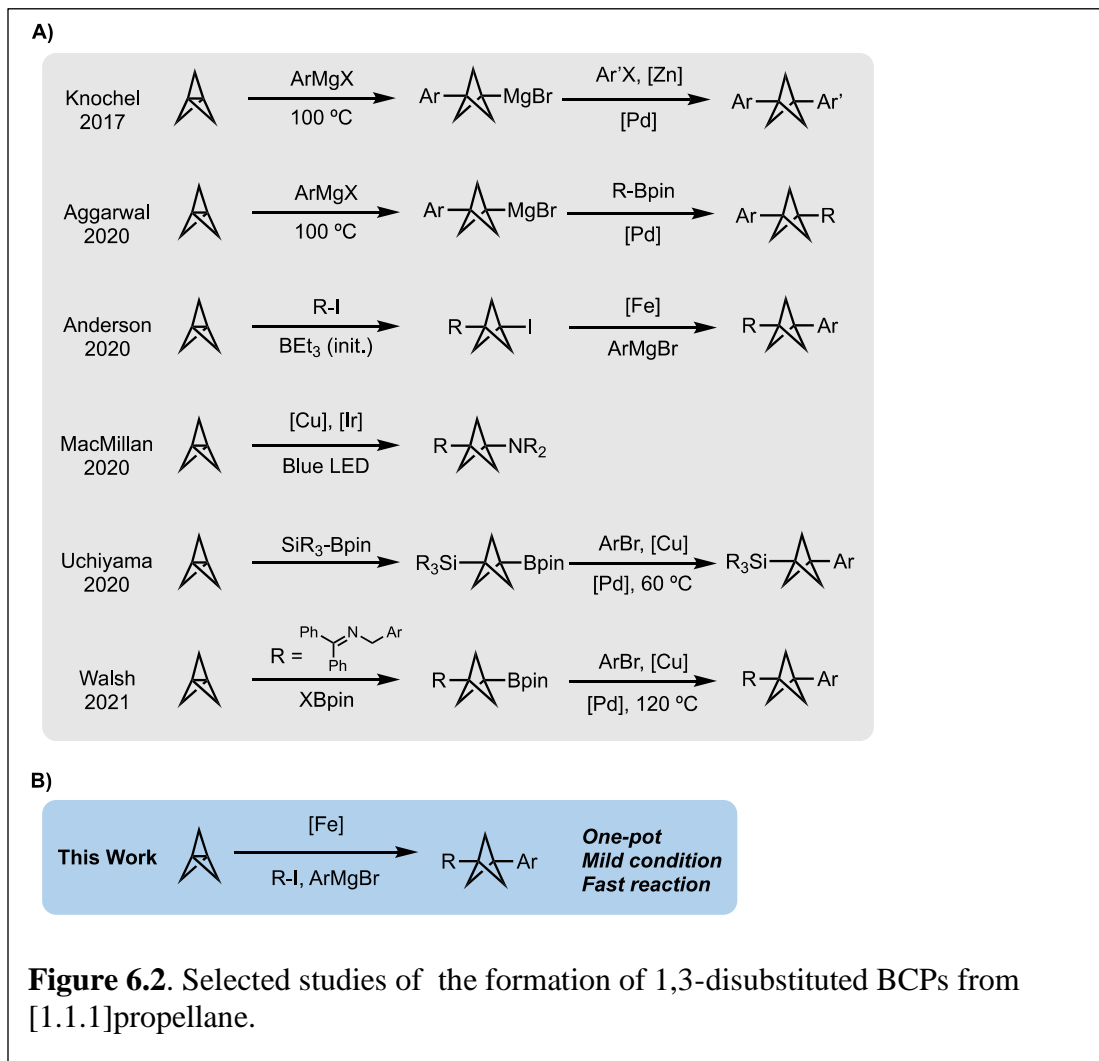 A)
Knochel
2017
ArMgX
100 ºC
Ar
MgBr
Ar'X, [Zn]
[Pd]
Ar
Ar'
Aggarwal
2020
ArMgX
100 ºC
Ar
MgBr
R-Bpin
[Pd]
Ar
R
Anderson
2020
R-I
BEt3 (init.)
R
I
[Fe]
ArMgBr
R
Ar
MacMillan
2020
[Cu], [Ir]
Blue LED
R
NR2
Uchiyama
2020
SiR3-Bpin
R3Si
Bpin
ArBr, [Cu]
[Pd], 60 ºC
R3Si
Ar
Walsh
2021
R =
Ph
N
Ar
Ph
XBpin
R
Bpin
ArBr, [Cu]
[Pd], 120 ºC
R
Ar
B)
This Work
[Fe]
R-I, ArMgBr
R
Ar
One-pot
Mild condition
Fast reaction
Figure 6.2. Selected studies of the formation of 1,3-disubstituted BCPs from
[1.1.1]propellane.